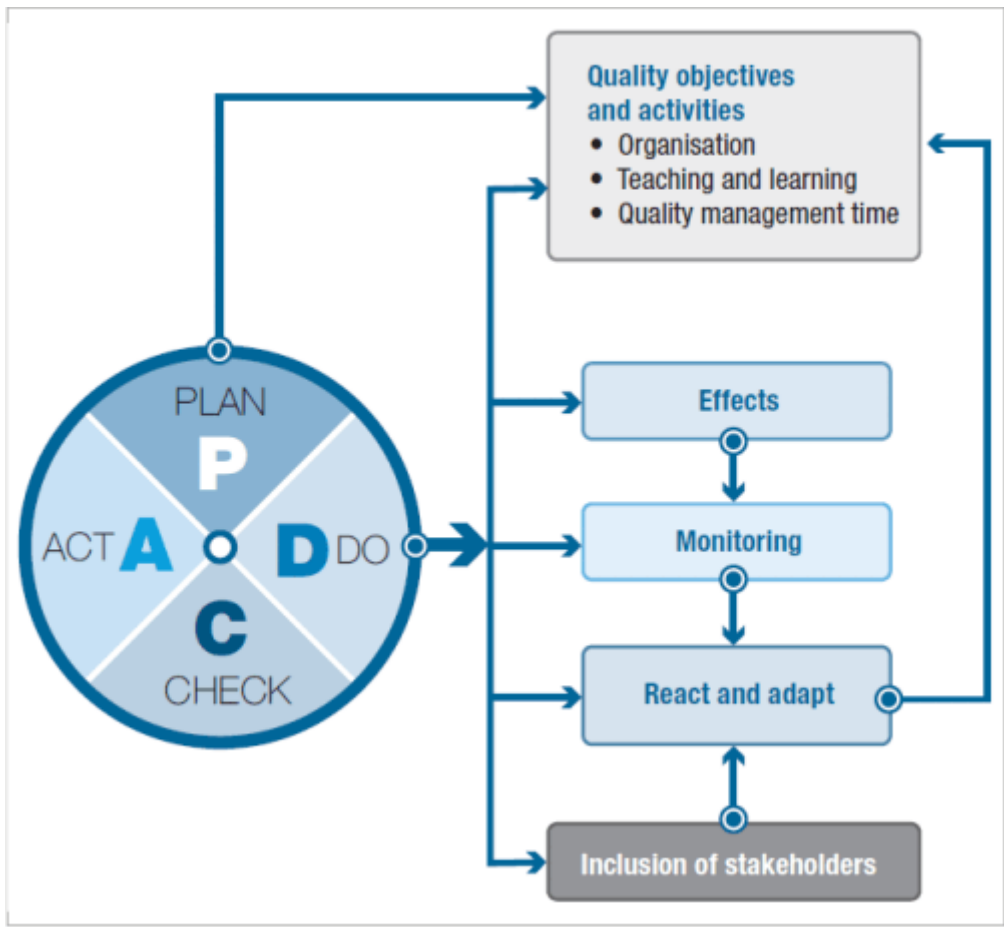 Quality objectives
and activities
• Organisation
• Teaching and learning
• Quality management time
PLAN
P
Effects
ACT A
D DO
Monitoring
C
CHECK
React and adapt
Inclusion of stakeholders